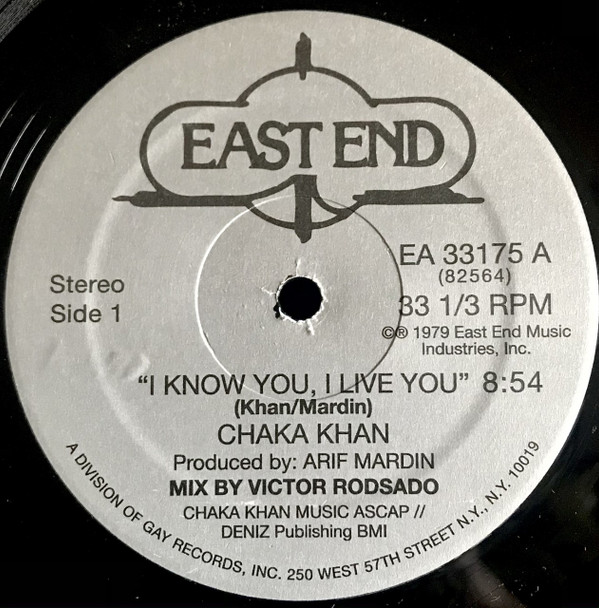 EAST END
EA 33175 A
(82564)
Stereo
Side 1
33 1/3 RPM
©℗ 1979 East End Music
Industries, Inc.
"I KNOW YOU, I LIVE YOU" 8:54
(Khan/Mardin)
CHAKA KHAN
Produced by: ARIF MARDIN
MIX BY VICTOR RODSADO
CHAKA KHAN MUSIC ASCAP //
DENIZ Publishing BMI
A DIVISION OF GAY RECORDS, INC. 250 WEST 57TH STREET N.Y., N.Y. 10019